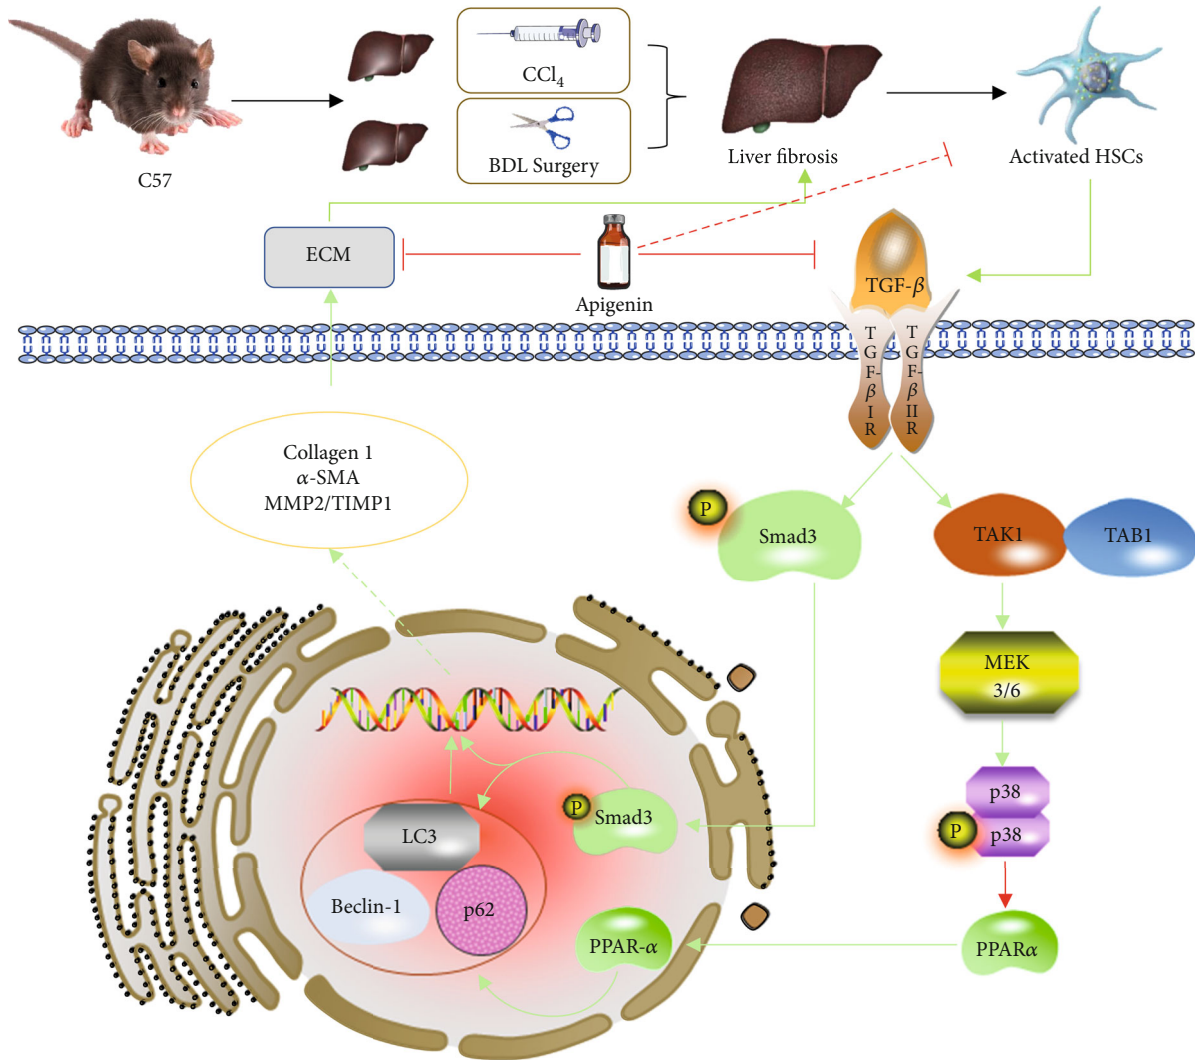 CCl₄
BDL Surgery
C57
Liver fibrosis
Activated HSCs
ECM
Apigenin
TGF-β
T
G
F-
β
I
R
T
G
F-
β
II
R
Collagen 1
α-SMA
MMP2/TIMP1
P
Smad3
TAK1
TAB1
MEK
3/6
p38
P
p38
P
Smad3
LC3
Beclin-1
p62
PPAR-α
PPARα